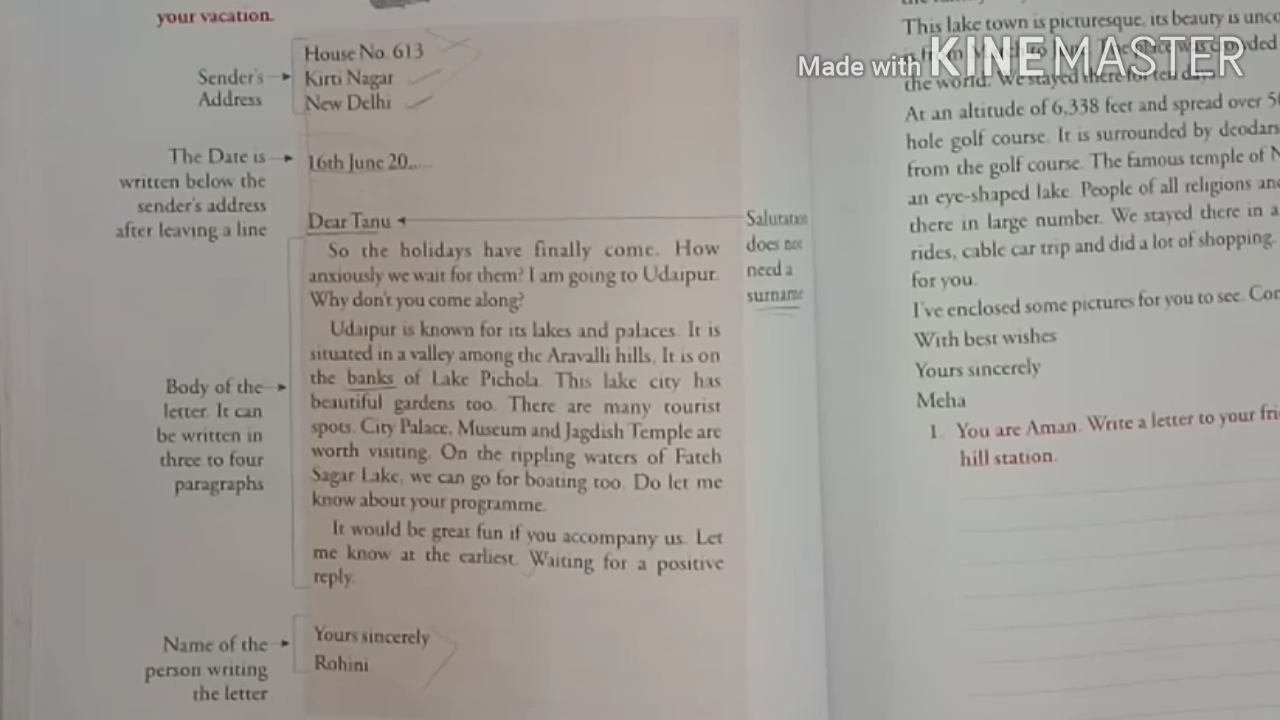 your vacation.
Sender's Address
House No. 613
Kirti Nagar
New Delhi
The Date is
written below the
sender's address
after leaving a line
16th June 20.....
Dear Tanu
Salutation
does not
need a
surname
So the holidays have finally come. How
anxiously we wait for them? I am going to Udaipur.
Why don't you come along?
Body of the
letter. It can
be written in
three to four
paragraphs
Udaipur is known for its lakes and palaces. It is
situated in a valley among the Aravalli hills. It is on
the banks of Lake Pichola. This lake city has
beautiful gardens too. There are many tourist
spots. City Palace, Museum and Jagdish Temple are
worth visiting. On the rippling waters of Fateh
Sagar Lake, we can go for boating too. Do let me
know about your programme.
It would be great fun if you accompany us. Let
me know at the earliest. Waiting for a positive
reply.
Name of the
person writing
the letter
Yours sincerely
Rohini
This lake town is picturesque, its beauty is
Made with KINEMASTER
the world. We stayed there for ten days
At an altitude of 6,338 feet and spread over
hole golf course. It is surrounded by deodars
from the golf course. The famous temple of
an eye-shaped lake. People of all religions
there in large number. We stayed there in a
rides, cable car trip and did a lot of shopping.
for you.
I've enclosed some pictures for you to see.
With best wishes
Yours sincerely
Meha
1. You are Aman. Write a letter to your
hill station.